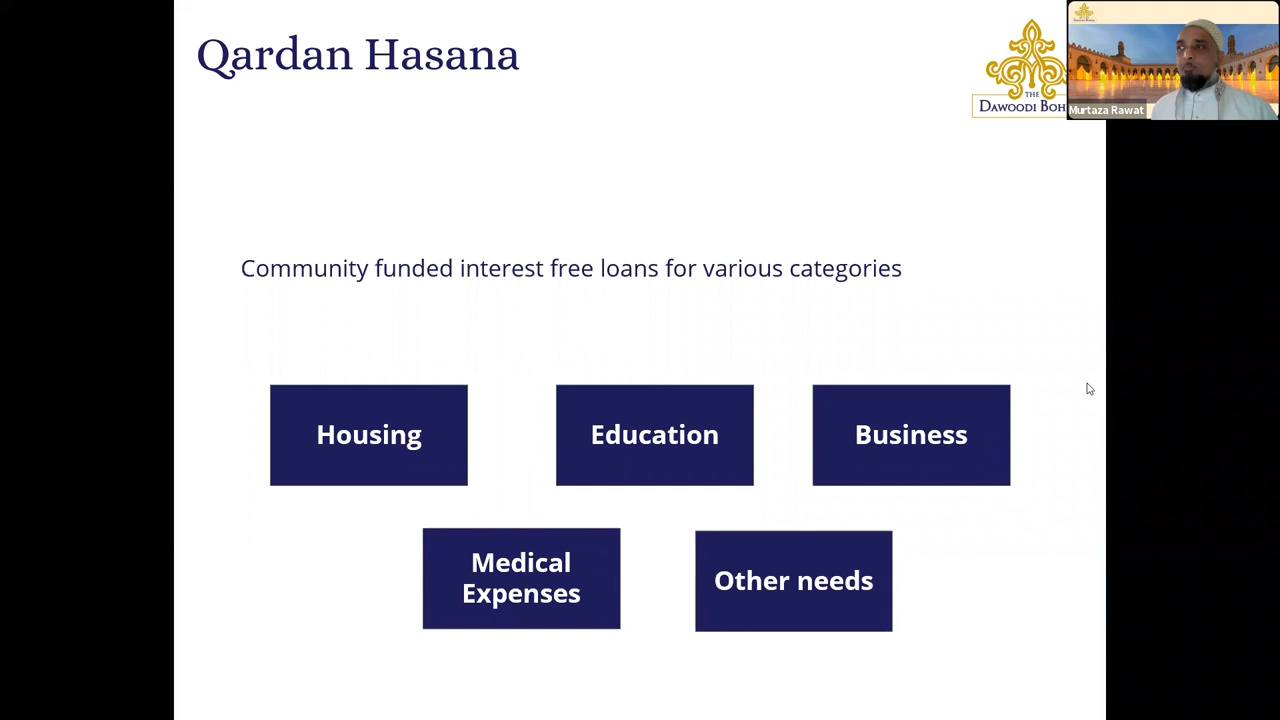 Qardan Hasana
THE
DAWOODI BOH
Murtaza Rawat
Community funded interest free loans for various categories
Housing
Education
Business
Medical
Expenses
Other needs